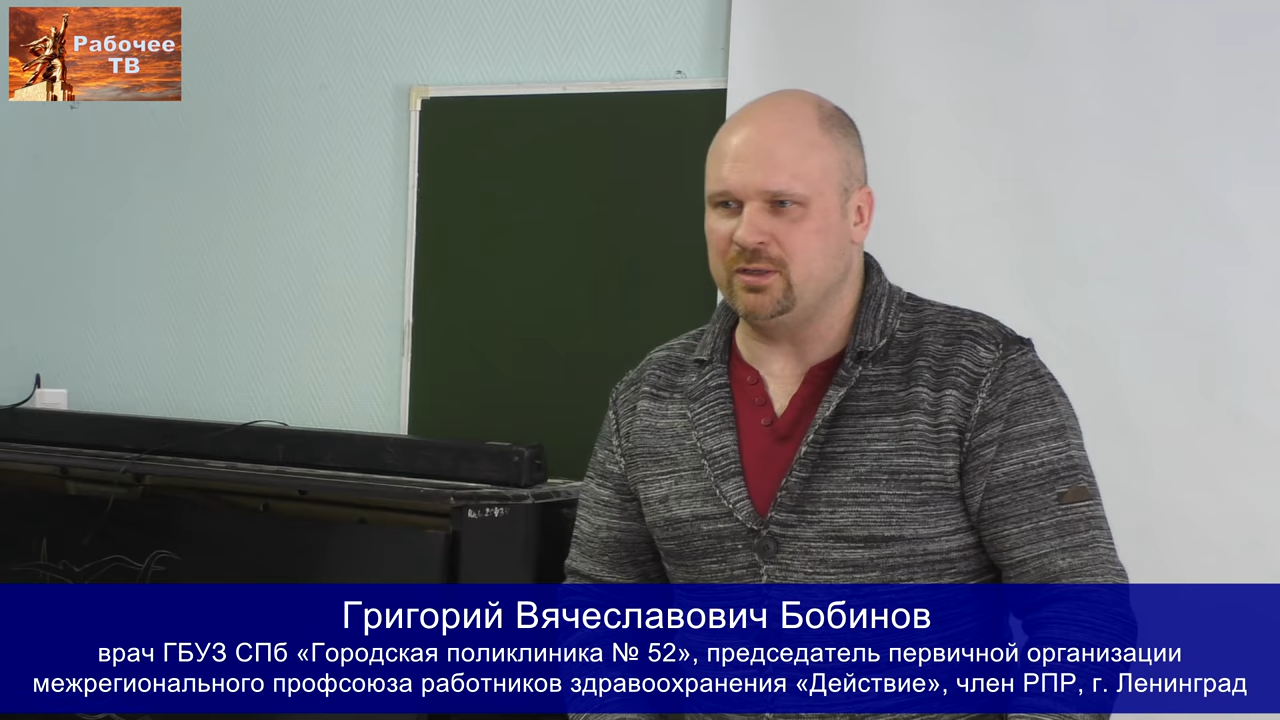 Рабочее
ТВ
Григорий Вячеславович Бобинов
врач ГБУЗ СПб «Городская поликлиника № 52», председатель первичной организации
межрегионального профсоюза работников здравоохранения «Действие», член РПР, г. Ленинград